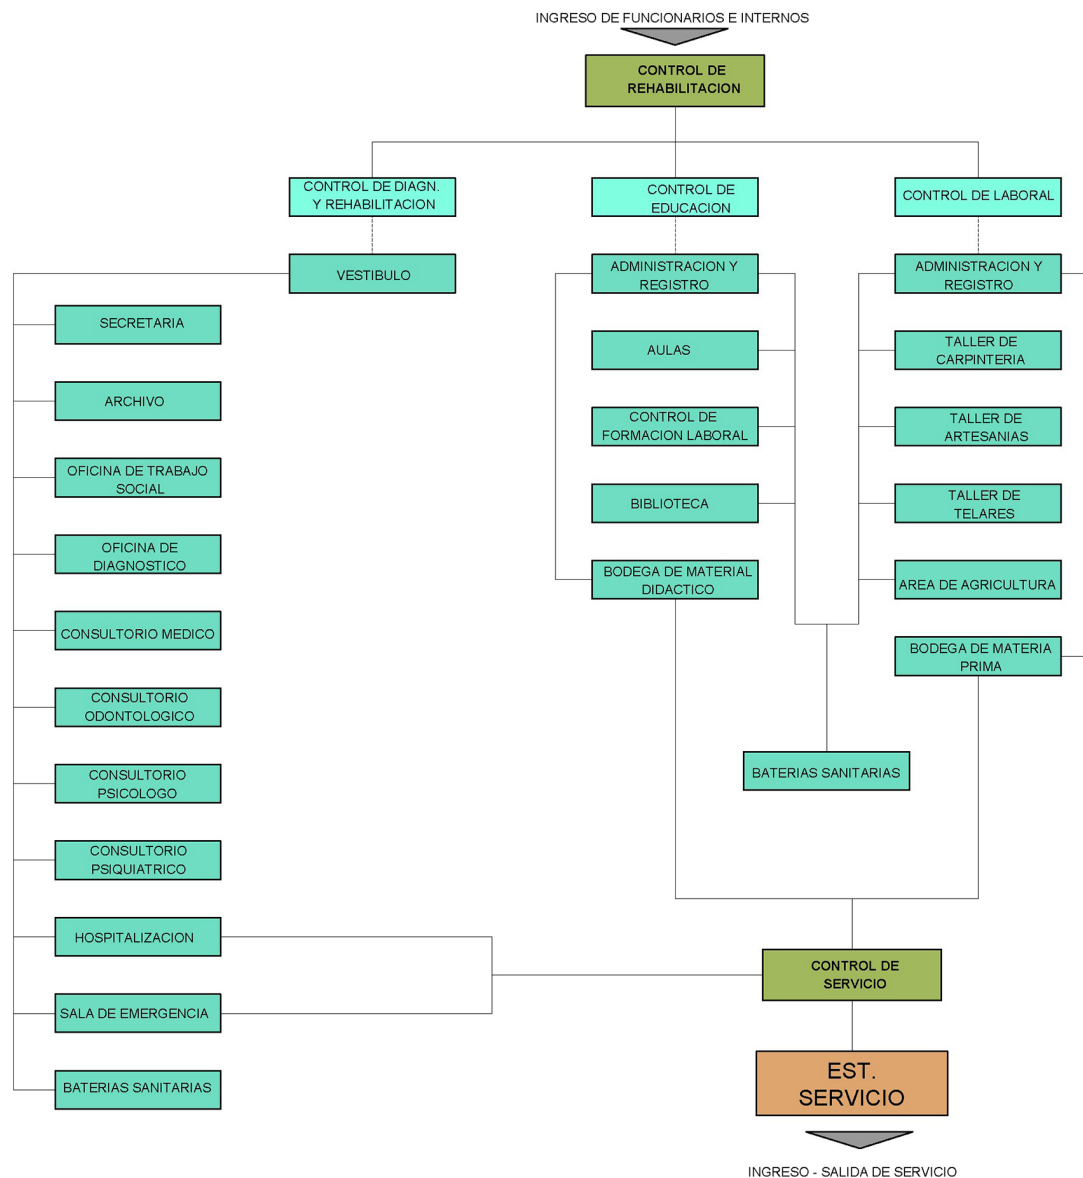 INGRESO DE FUNCIONARIOS E INTERNOS
CONTROL DE
REHABILITACION
CONTROL DE DIAGN.
Y REHABILITACION
VESTIBULO
SECRETARIA
ARCHIVO
OFICINA DE TRABAJO
SOCIAL
OFICINA DE
DIAGNOSTICO
CONSULTORIO MEDICO
CONSULTORIO
ODONTOLOGICO
CONSULTORIO
PSICOLOGO
CONSULTORIO
PSIQUIATRICO
HOSPITALIZACION
SALA DE EMERGENCIA
BATERIAS SANITARIAS
CONTROL DE
EDUCACION
ADMINISTRACION Y
REGISTRO
AULAS
CONTROL DE
FORMACION LABORAL
BIBLIOTECA
BODEGA DE MATERIAL
DIDACTICO
CONTROL DE LABORAL
ADMINISTRACION Y
REGISTRO
TALLER DE
CARPINTERIA
TALLER DE
ARTESANIAS
TALLER DE
TELARES
AREA DE AGRICULTURA
BODEGA DE MATERIA
PRIMA
BATERIAS SANITARIAS
CONTROL DE
SERVICIO
EST.
SERVICIO
INGRESO - SALIDA DE SERVICIO